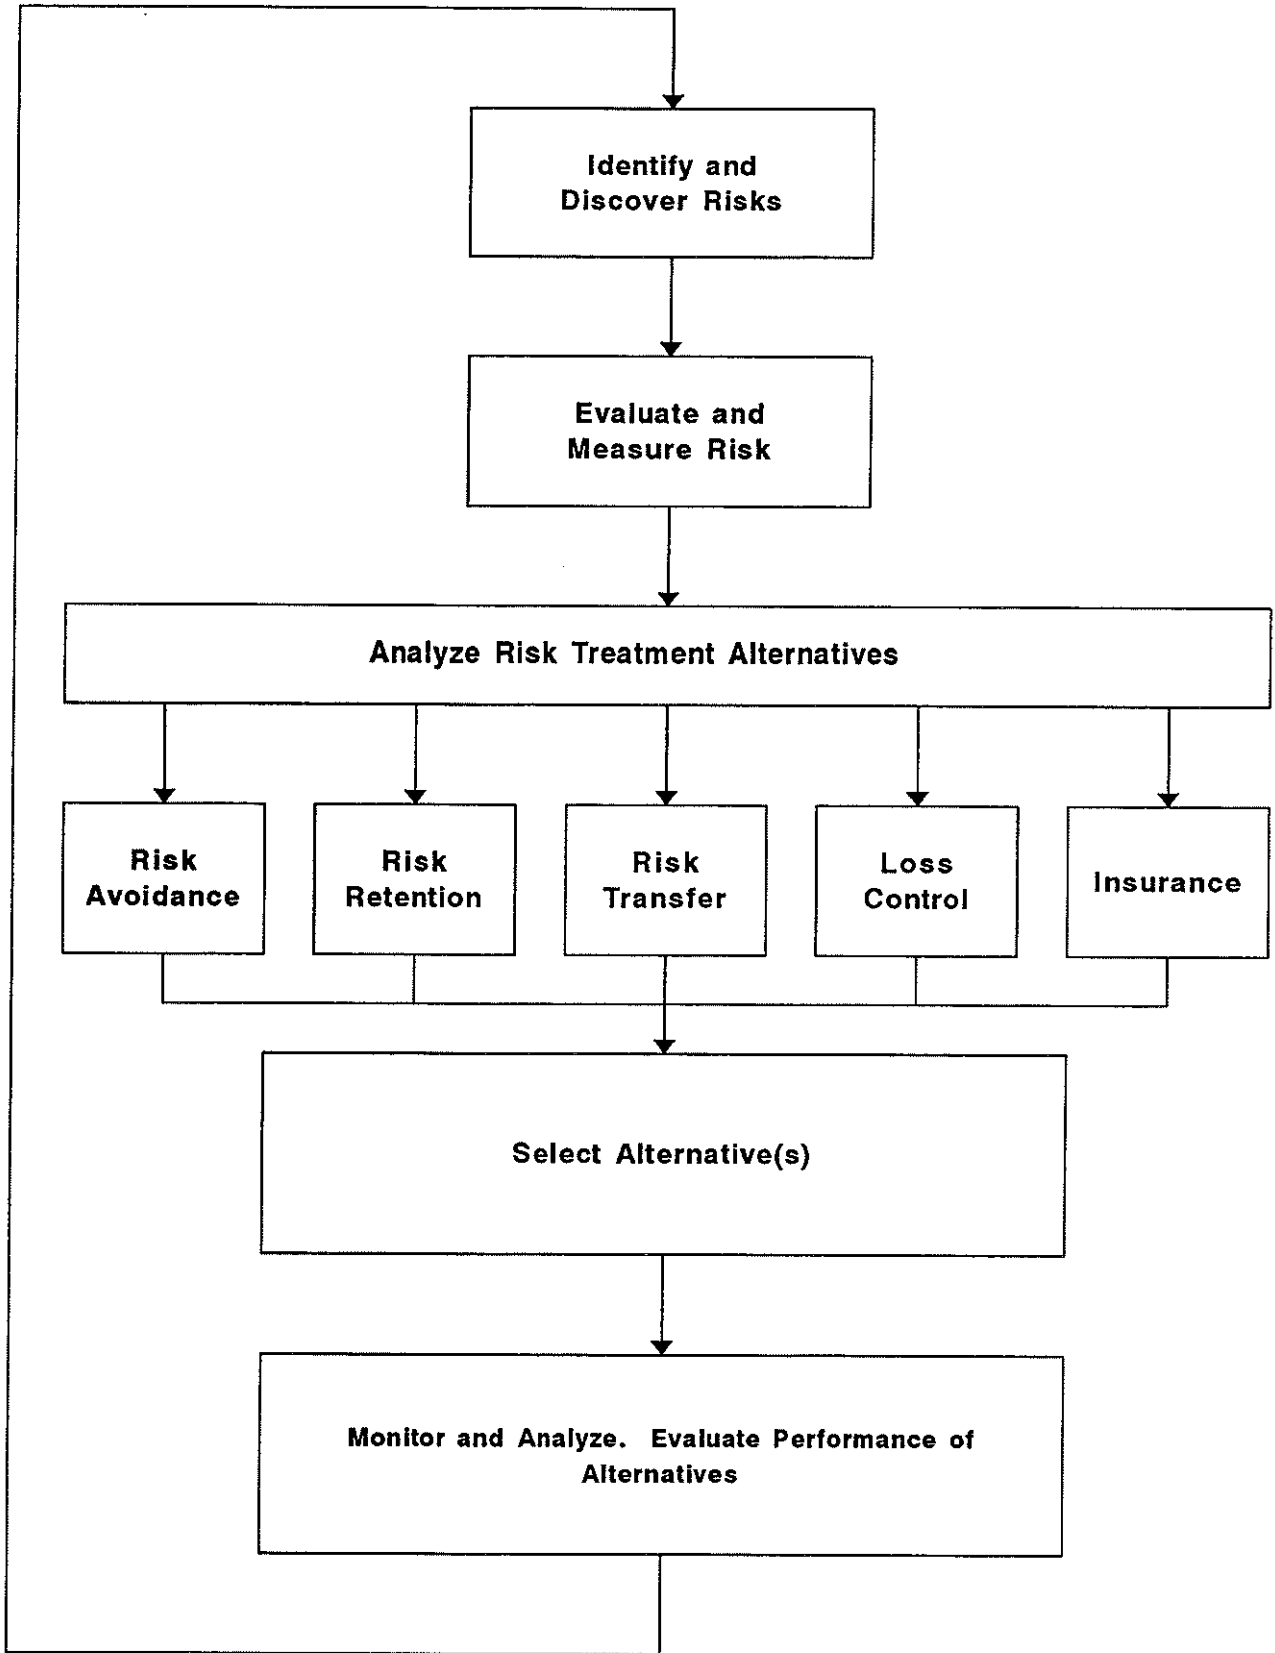 Identify and
Discover Risks
Evaluate and
Measure Risk
Analyze Risk Treatment Alternatives
Risk
Avoidance
Risk
Retention
Risk
Transfer
Loss
Control
Insurance
Select Alternative(s)
Monitor and Analyze. Evaluate Performance of
Alternatives